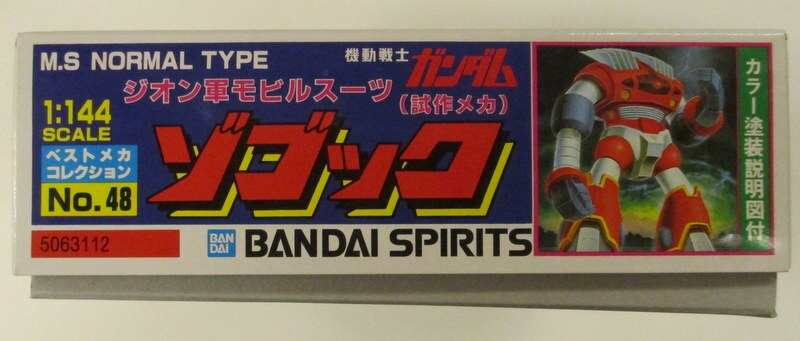 M.S NORMAL TYPE
機動戦士ガンダム
ジオン軍モビルスーツ
(試作メカ)
1:144
SCALE
ベストメカ
コレクション
No.48
ゾゴック
5063112
BAN
DAI
BANDAI SPIRITS
カラー塗装説明図付